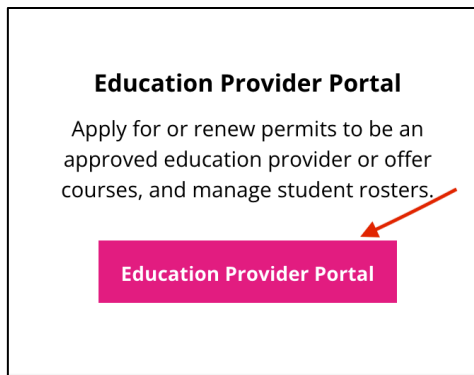 Education Provider Portal
Apply for or renew permits to be an
approved education provider or offer
courses, and manage student rosters.
Education Provider Portal